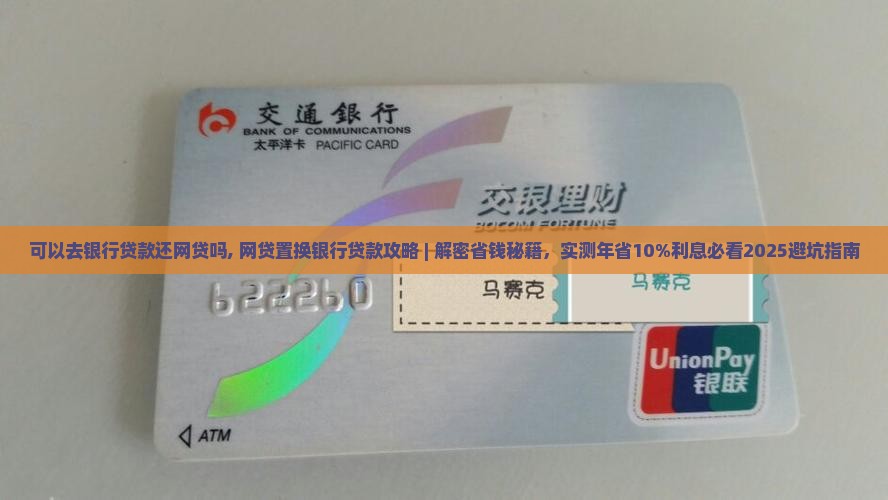 交通銀行
BANK OF COMMUNICATIONS
太平洋卡 PACIFIC CARD
交银理财
BOCOM FORTUNE
可以去银行贷款还网贷吗, 网贷置换银行贷款攻略 | 解密省钱秘籍，实测年省10%利息必看2025避坑指南
622260
马赛克
马赛克
UnionPay
银联
ATM